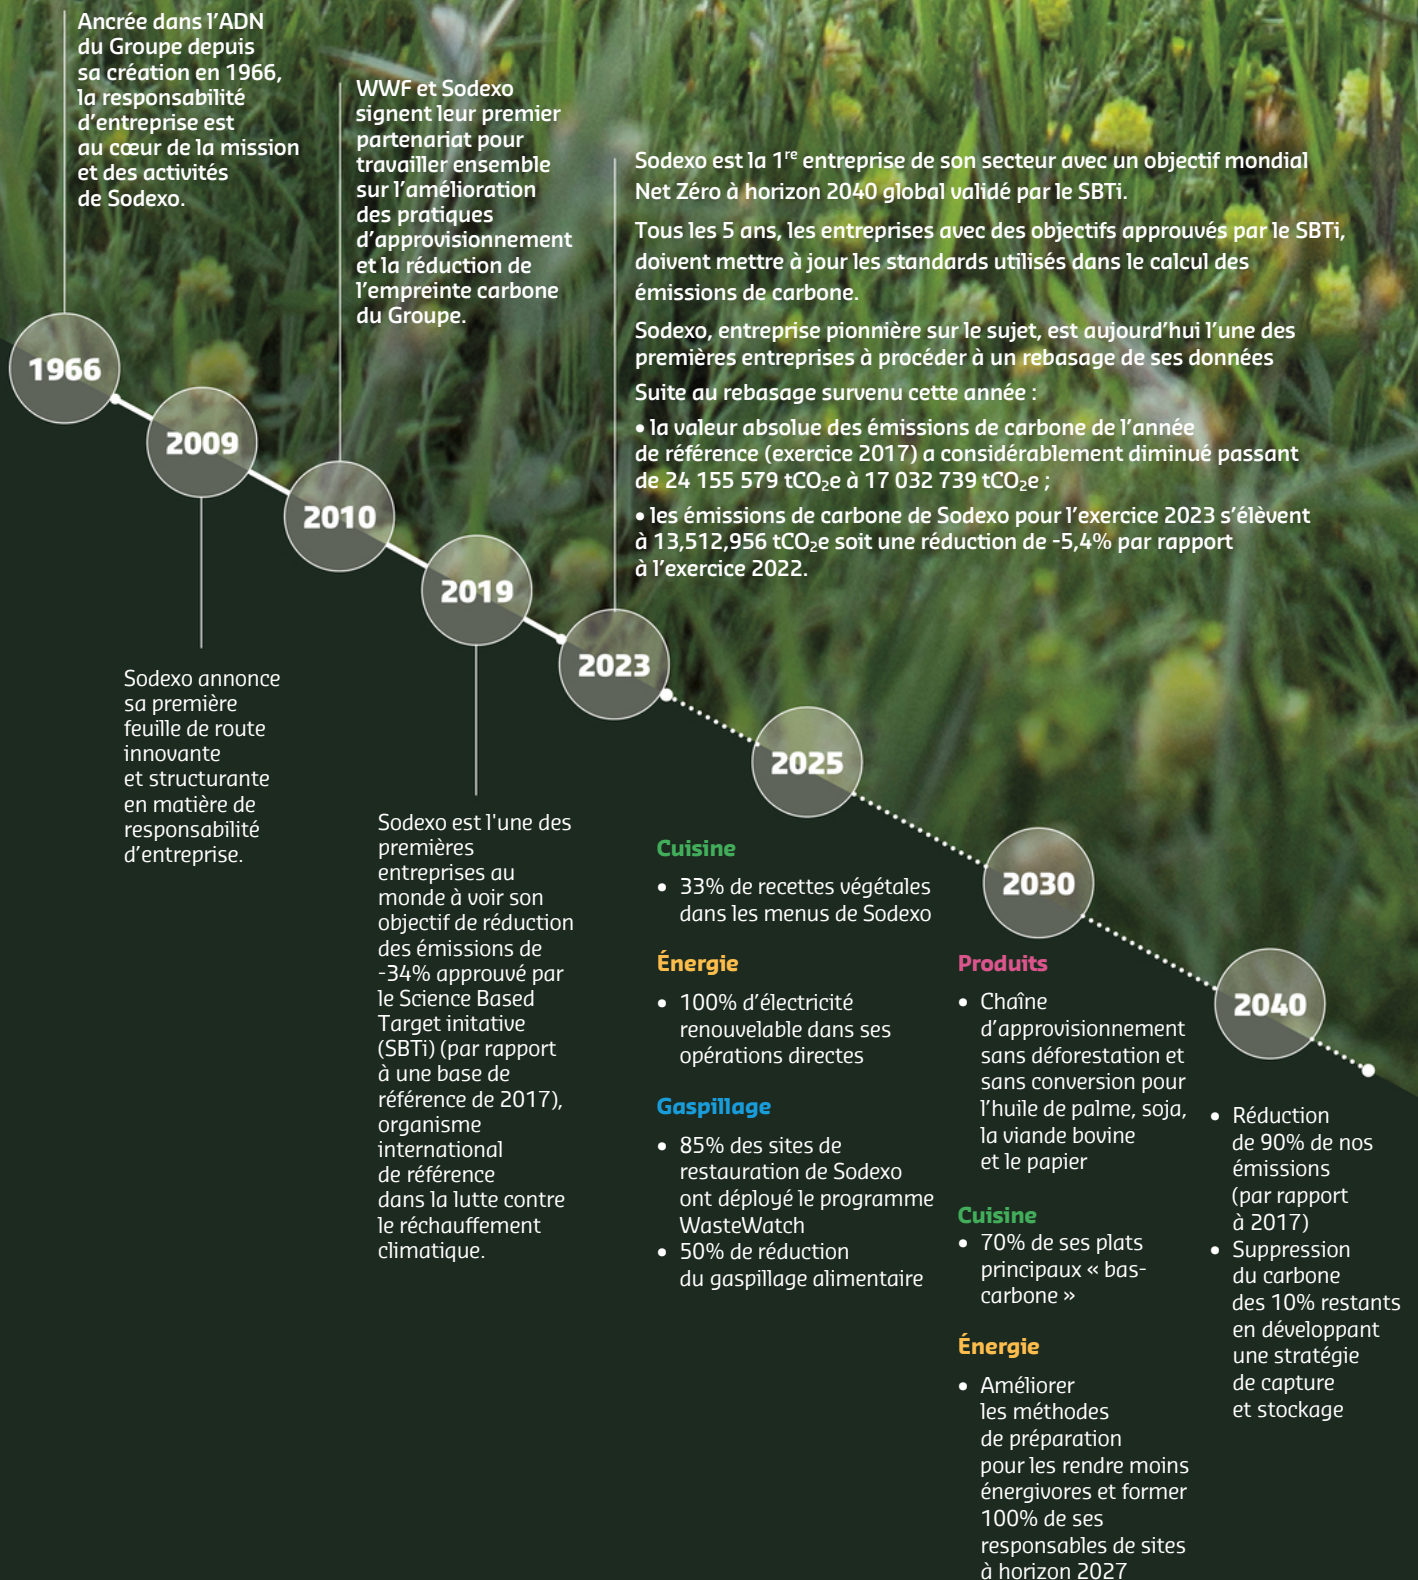 Ancrée dans l'ADN
du Groupe depuis
sa création en 1966,
la responsabilité
d'entreprise est
au cœur de la mission
et des activités
de Sodexo.
1966
2009
Sodexo annonce
sa première
feuille de route
innovante
et structurante
en matière de
responsabilité
d'entreprise.
WWF et Sodexo
signent leur premier
partenariat pour
travailler ensemble
sur l'amélioration
des pratiques
d'approvisionnement
et la réduction de
l'empreinte carbone
du Groupe.
2010
2019
Sodexo est l'une des
premières
entreprises au
monde à voir son
objectif de réduction
des émissions de
-34% approuvé par
le Science Based
Target initative
(SBTi) (par rapport
à une base de
référence de 2017),
organisme
international
de référence
dans la lutte contre
le réchauffement
climatique.
Sodexo est la 1re entreprise de son secteur avec un objectif mondial
Net Zéro à horizon 2040 global validé par le SBTi.
Tous les 5 ans, les entreprises avec des objectifs approuvés par le SBTi,
doivent mettre à jour les standards utilisés dans le calcul des
émissions de carbone.
Sodexo, entreprise pionnière sur le sujet, est aujourd'hui l'une des
premières entreprises à procéder à un rebasage de ses données
Suite au rebasage survenu cette année :
• la valeur absolue des émissions de carbone de l'année
de référence (exercice 2017) a considérablement diminué passant
de 24 155 579 tCO₂e à 17 032 739 tCO₂e ;
• les émissions de carbone de Sodexo pour l'exercice 2023 s'élèvent
à 13,512,956 tCO₂e soit une réduction de -5,4% par rapport
à l'exercice 2022.
2023
2025
Cuisine
• 33% de recettes végétales
dans les menus de Sodexo
Énergie
• 100% d'électricité
renouvelable dans ses
opérations directes
Gaspillage
• 85% des sites de
restauration de Sodexo
ont déployé le programme
WasteWatch
• 50% de réduction
du gaspillage alimentaire
2030
Produits
• Chaîne
d'approvisionnement
sans déforestation et
sans conversion pour
l'huile de palme, soja,
la viande bovine
et le papier
Cuisine
• 70% de ses plats
principaux « bas-
carbone »
Énergie
• Améliorer
les méthodes
de préparation
pour les rendre moins
énergivores et former
100% de ses
responsables de sites
à horizon 2027
2040
• Réduction
de 90% de nos
émissions
(par rapport
à 2017)
• Suppression
du carbone
des 10% restants
en développant
une stratégie
de capture
et stockage